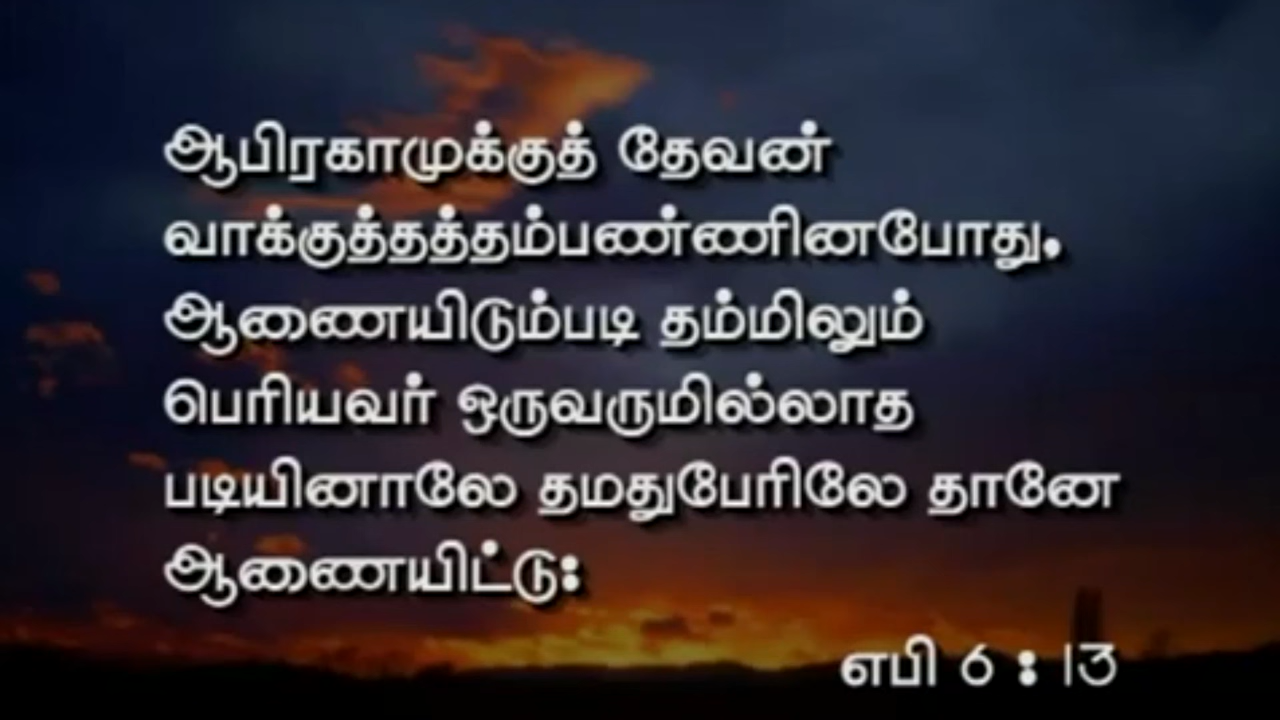 ஆபிரகாமுக்குத் தேவன்
வாக்குத்தத்தம்பண்ணினபோது,
ஆணையிடும்படி தம்மிலும்
பெரியவர் ஒருவருமில்லாத
படியினாலே தமதுபேரிலே தானே
ஆணையிட்டு:
எபி 6 : 13